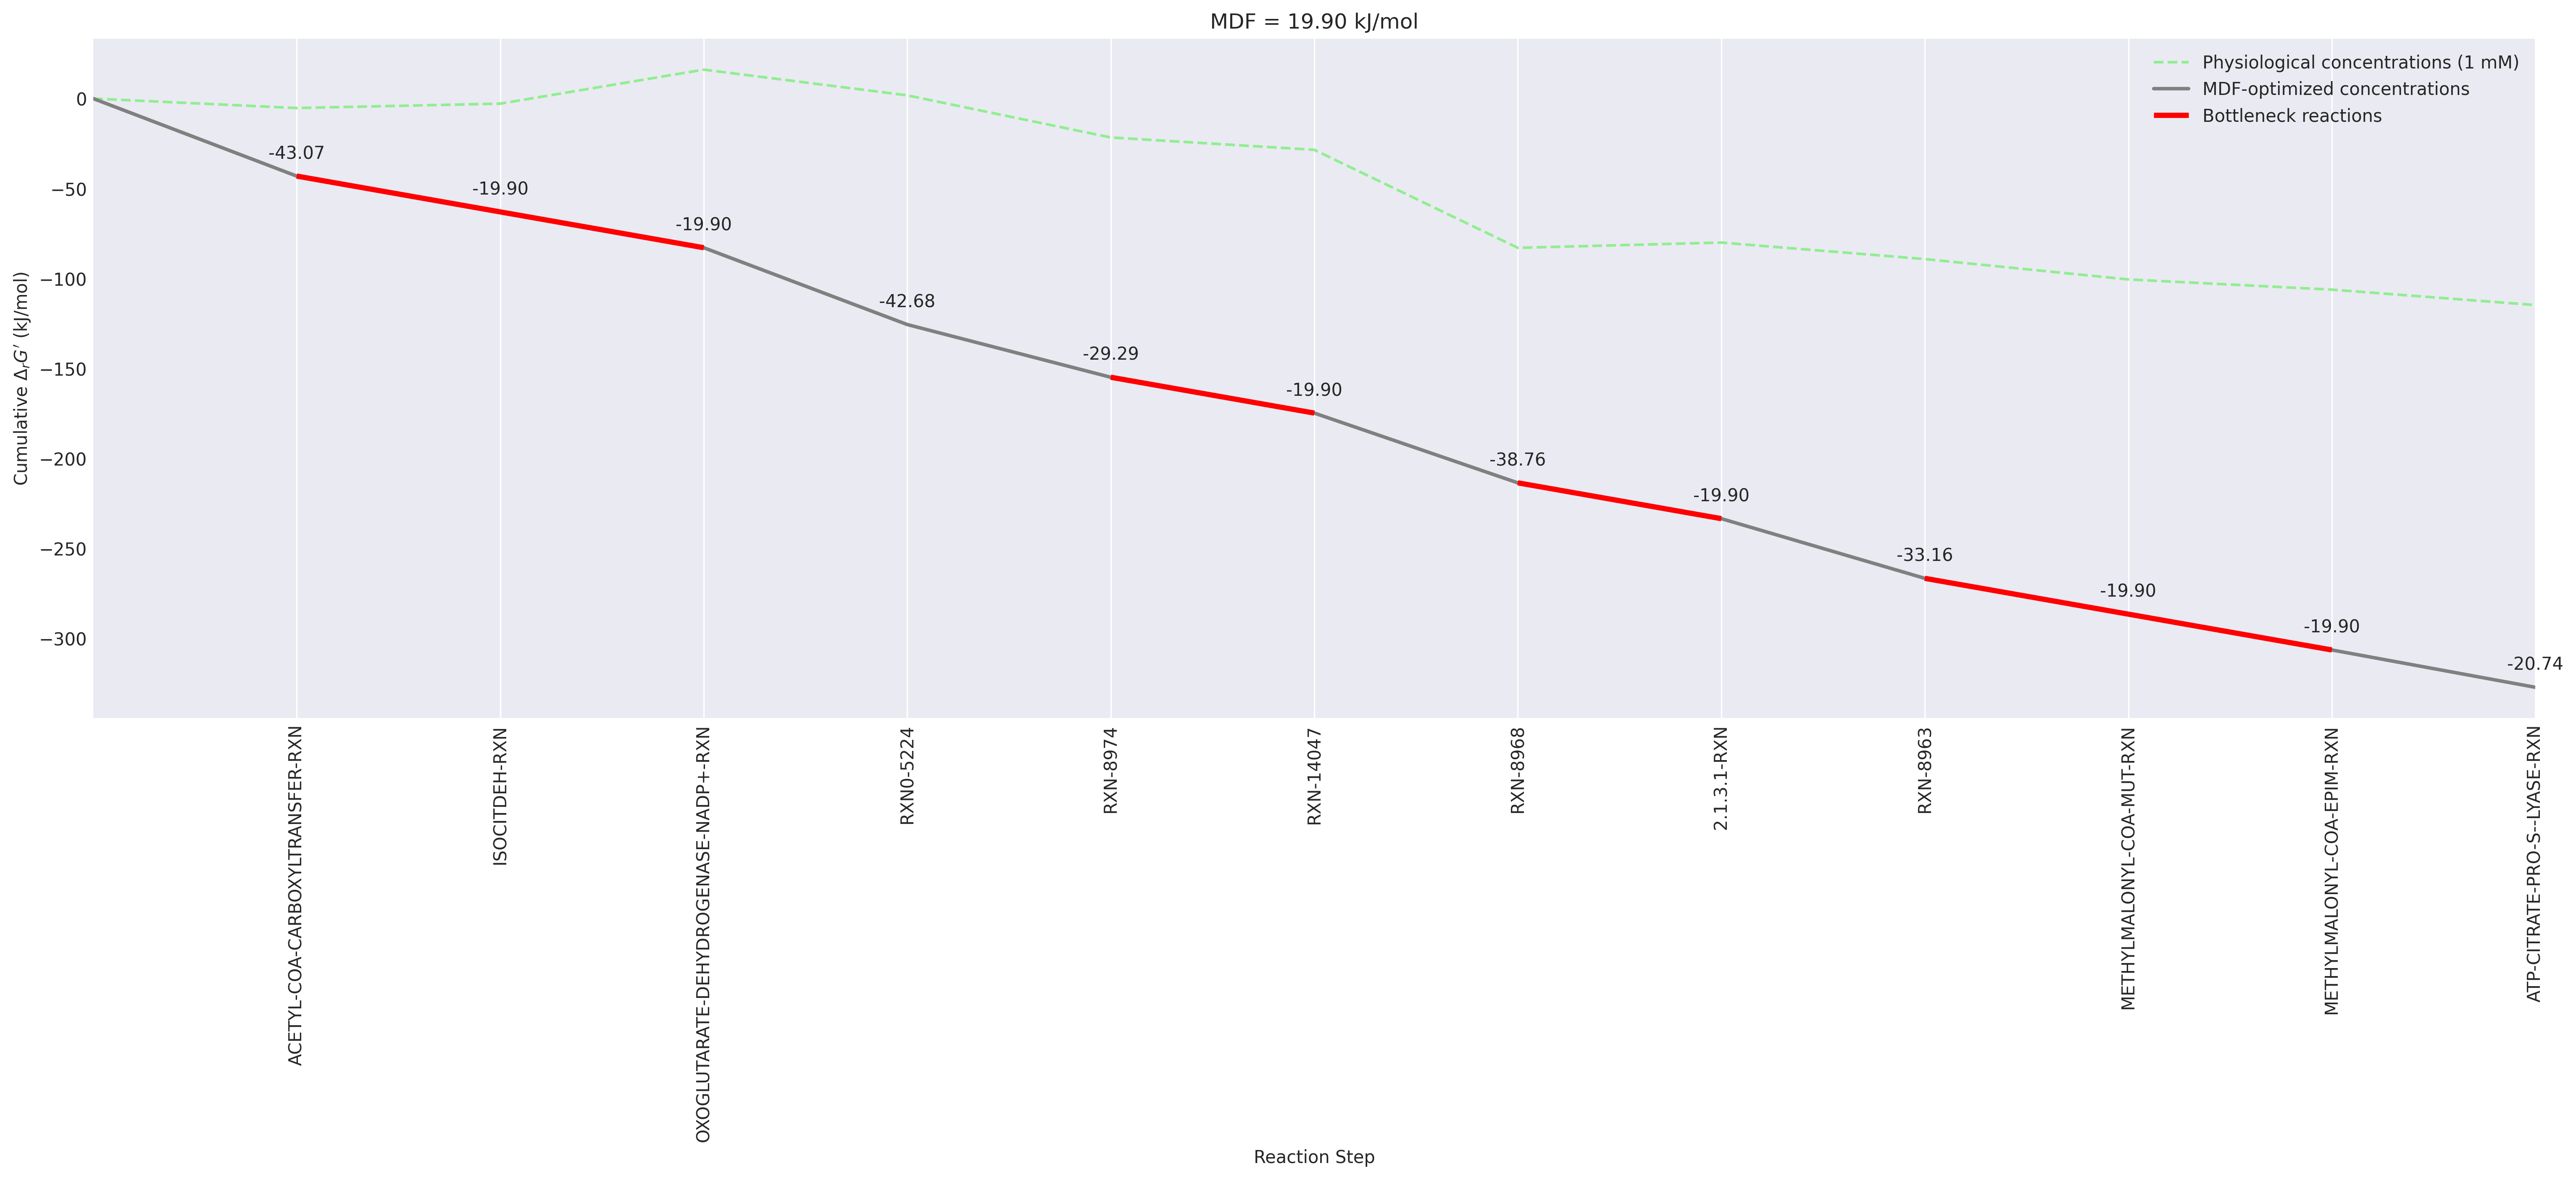 MDF = 19.90 kJ/mol
Physiological concentrations (1 mM)
MDF-optimized concentrations
Bottleneck reactions
Cumulative ΔrG′ (kJ/mol)
0
−50
−100
−150
−200
−250
−300
-43.07
-19.90
-19.90
-42.68
-29.29
-19.90
-38.76
-19.90
-33.16
-19.90
-19.90
-20.74
ACETYL-COA-CARBOXYLTRANSFER-RXN
ISOCITDEH-RXN
OXOGLUTARATE-DEHYDROGENASE-NADP+-RXN
RXN0-5224
RXN-8974
RXN-14047
RXN-8968
2.1.3.1-RXN
RXN-8963
METHYLMALONYL-COA-MUT-RXN
METHYLMALONYL-COA-EPIM-RXN
ATP-CITRATE-PRO-S--LYASE-RXN
Reaction Step